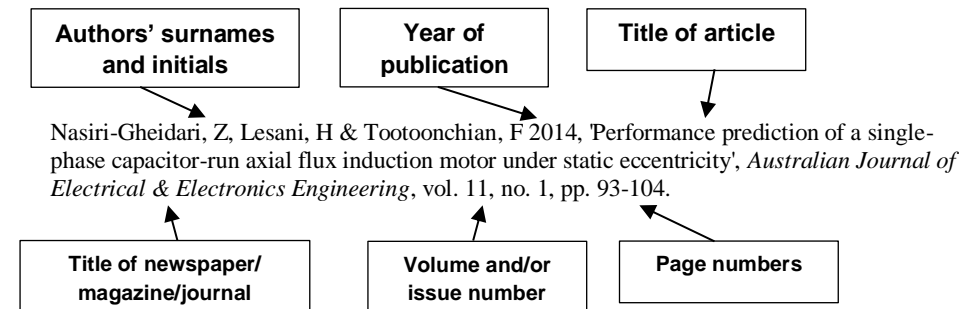 Authors’ surnames
and initials
Year of
publication
Title of article
Nasiri-Gheidari, Z, Lesani, H & Tootoonchian, F 2014, 'Performance prediction of a single-
phase capacitor-run axial flux induction motor under static eccentricity', Australian Journal of
Electrical & Electronics Engineering, vol. 11, no. 1, pp. 93-104.
Title of newspaper/
magazine/journal
Volume and/or
issue number
Page numbers